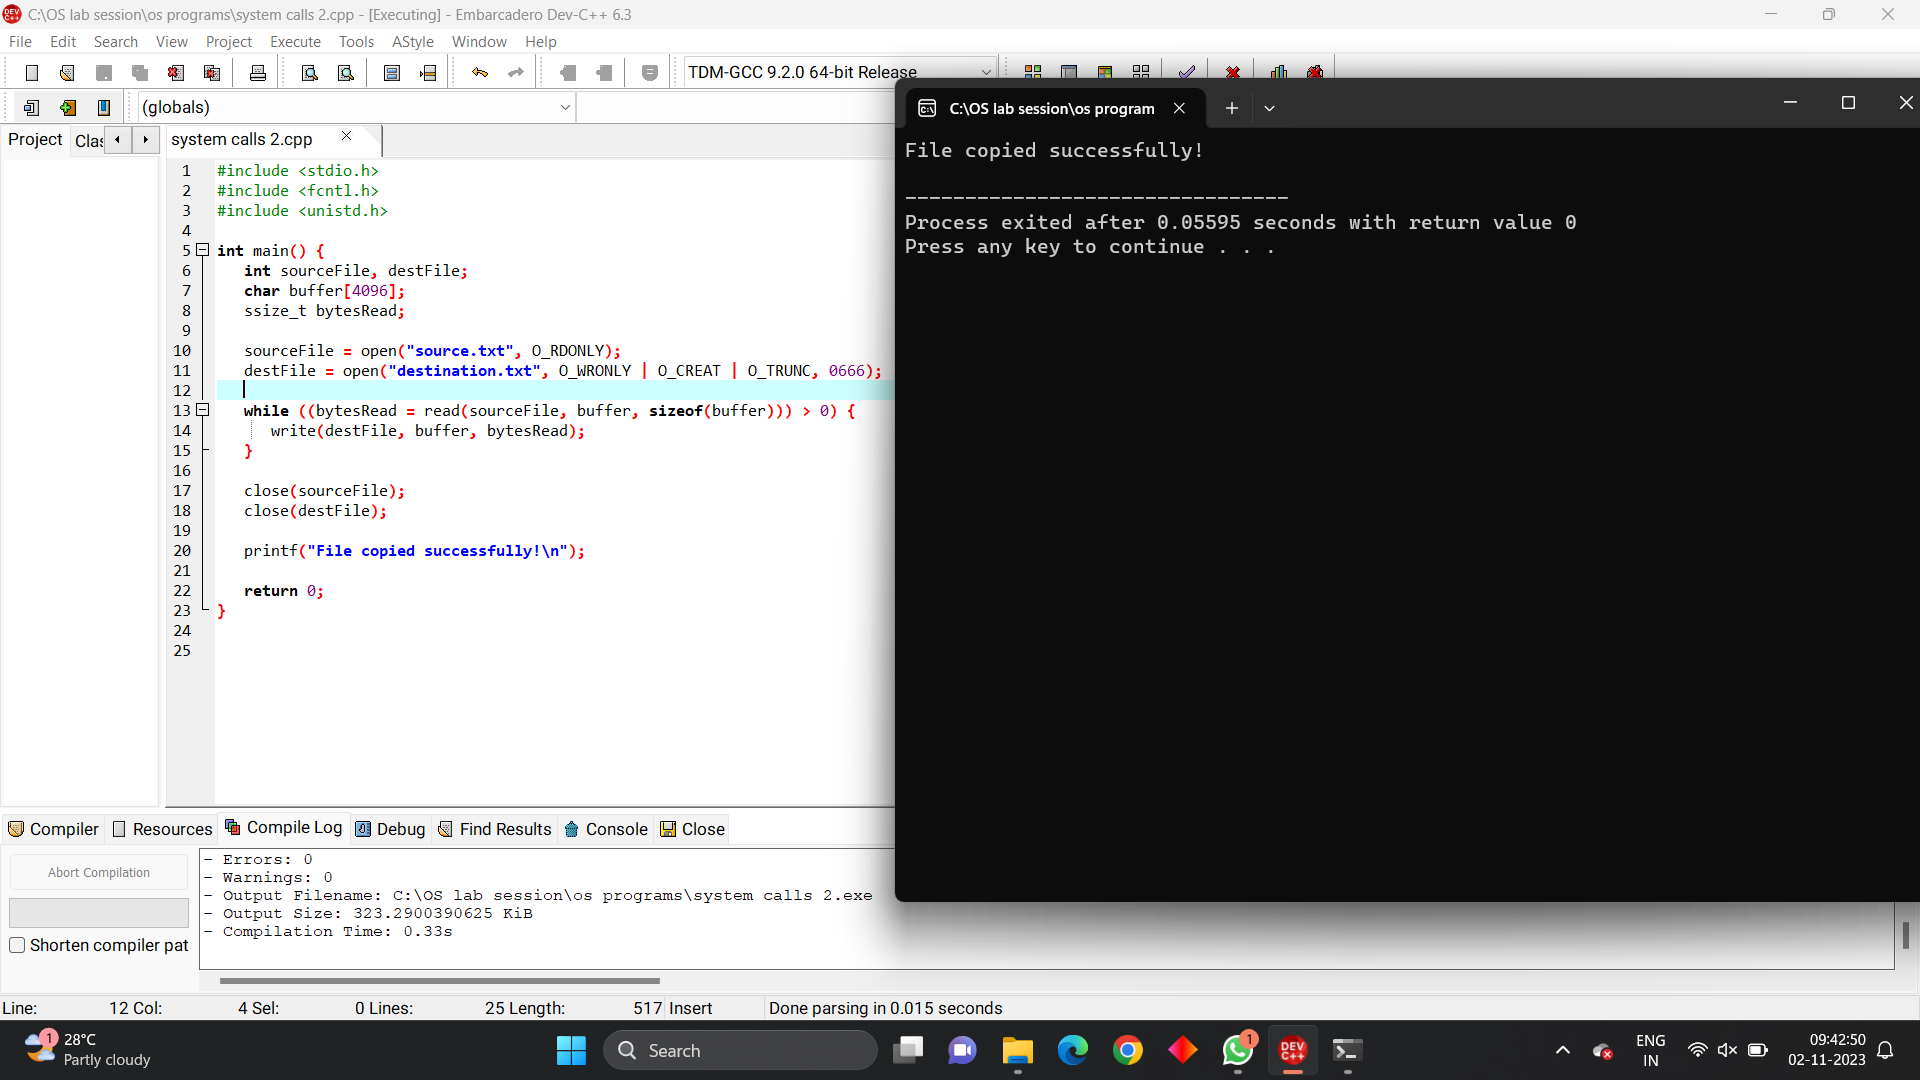 C:\OS lab session\os programs\system calls 2.cpp - [Executing] - Embarcadero Dev-C++ 6.3
File Edit Search View Project Execute Tools AStyle Window Help
TDM-GCC 9.2.0 64-bit Release
(globals)
Project Clas
system calls 2.cpp
1 #include <stdio.h>
2 #include <fcntl.h>
3 #include <unistd.h>
4
5 int main() {
6 int sourceFile, destFile;
7 char buffer[4096];
8 ssize_t bytesRead;
9
10 sourceFile = open("source.txt", O_RDONLY);
11 destFile = open("destination.txt", O_WRONLY | O_CREAT | O_TRUNC, 0666);
12
13 while ((bytesRead = read(sourceFile, buffer, sizeof(buffer))) > 0) {
14 write(destFile, buffer, bytesRead);
15 }
16
17 close(sourceFile);
18 close(destFile);
19
20 printf("File copied successfully!\n");
21
22 return 0;
23 }
24
25
C:\OS lab session\os program
File copied successfully!
--------------------------------
Process exited after 0.05595 seconds with return value 0
Press any key to continue . . .
Compiler Resources Compile Log Debug Find Results Console Close
Abort Compilation
Shorten compiler pat
- Errors: 0
- Warnings: 0
- Output Filename: C:\OS lab session\os programs\system calls 2.exe
- Output Size: 323.2900390625 KiB
- Compilation Time: 0.33s
Line: 12 Col: 4 Sel: 0 Lines: 25 Length: 517 Insert Done parsing in 0.015 seconds
1
28°C
Partly cloudy
Search
1
DEV C++
ENG
IN
09:42:50
02-11-2023